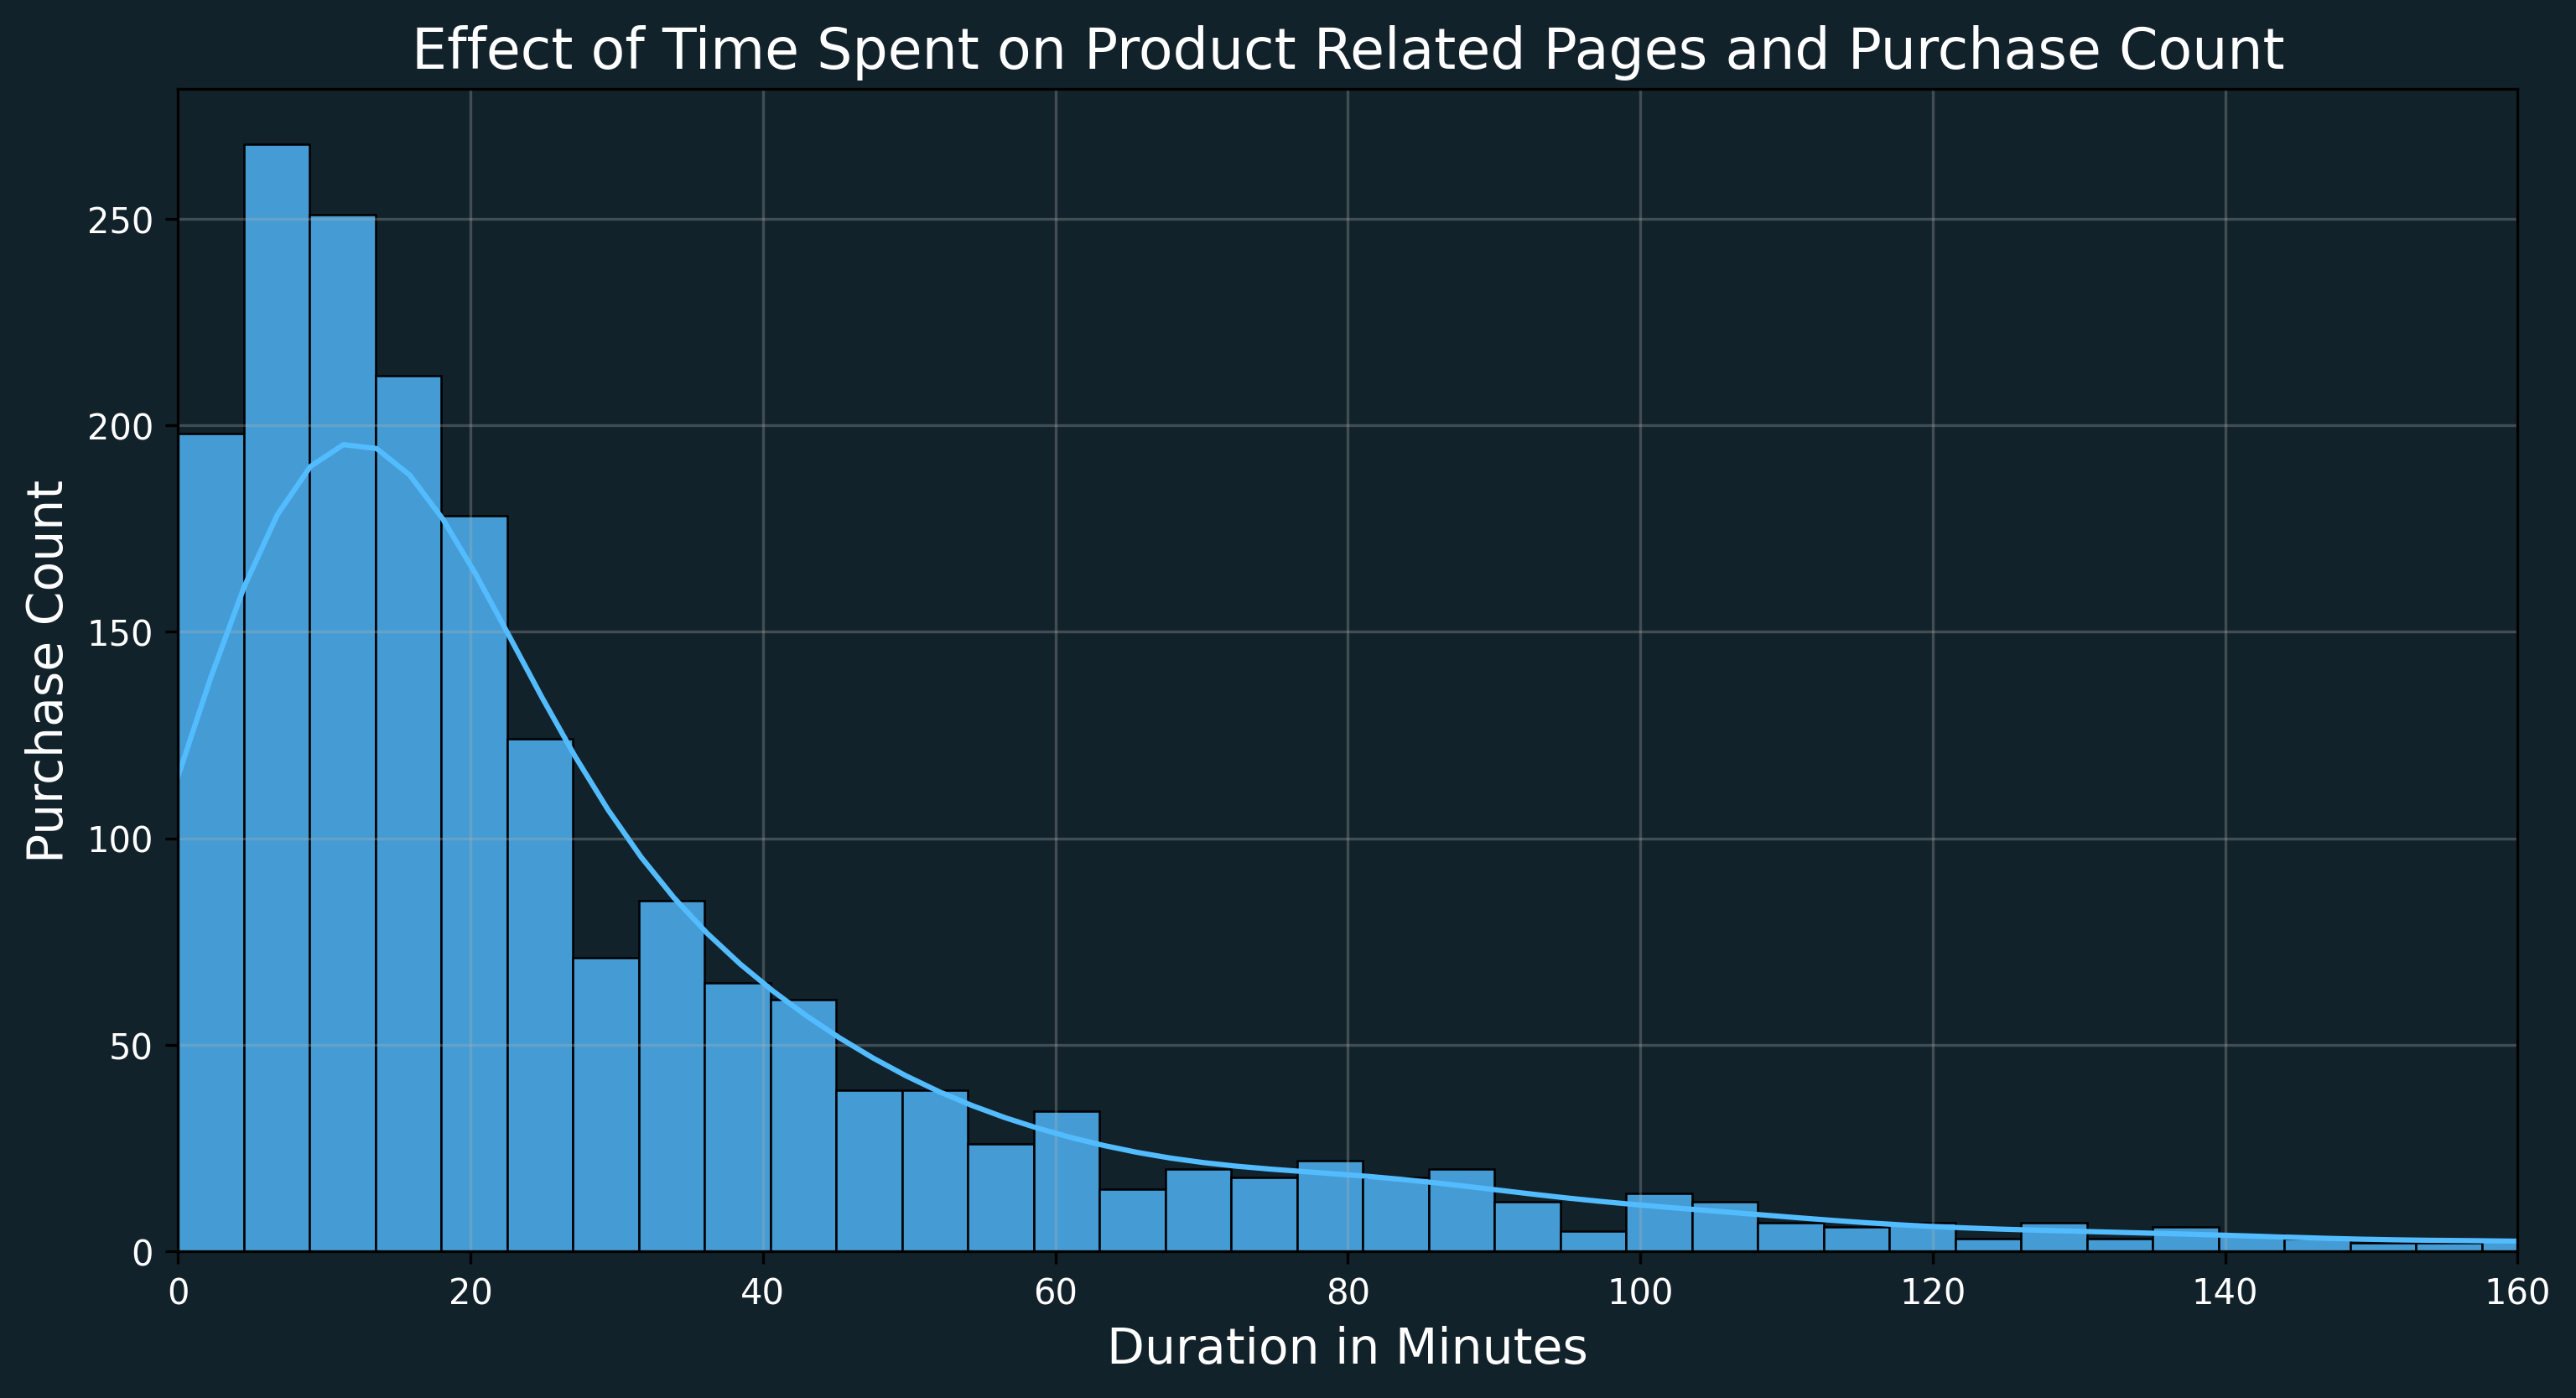 Effect of Time Spent on Product Related Pages and Purchase Count
Purchase Count
250
200
150
100
50
0
0 20 40 60 80 100 120 140 160
Duration in Minutes